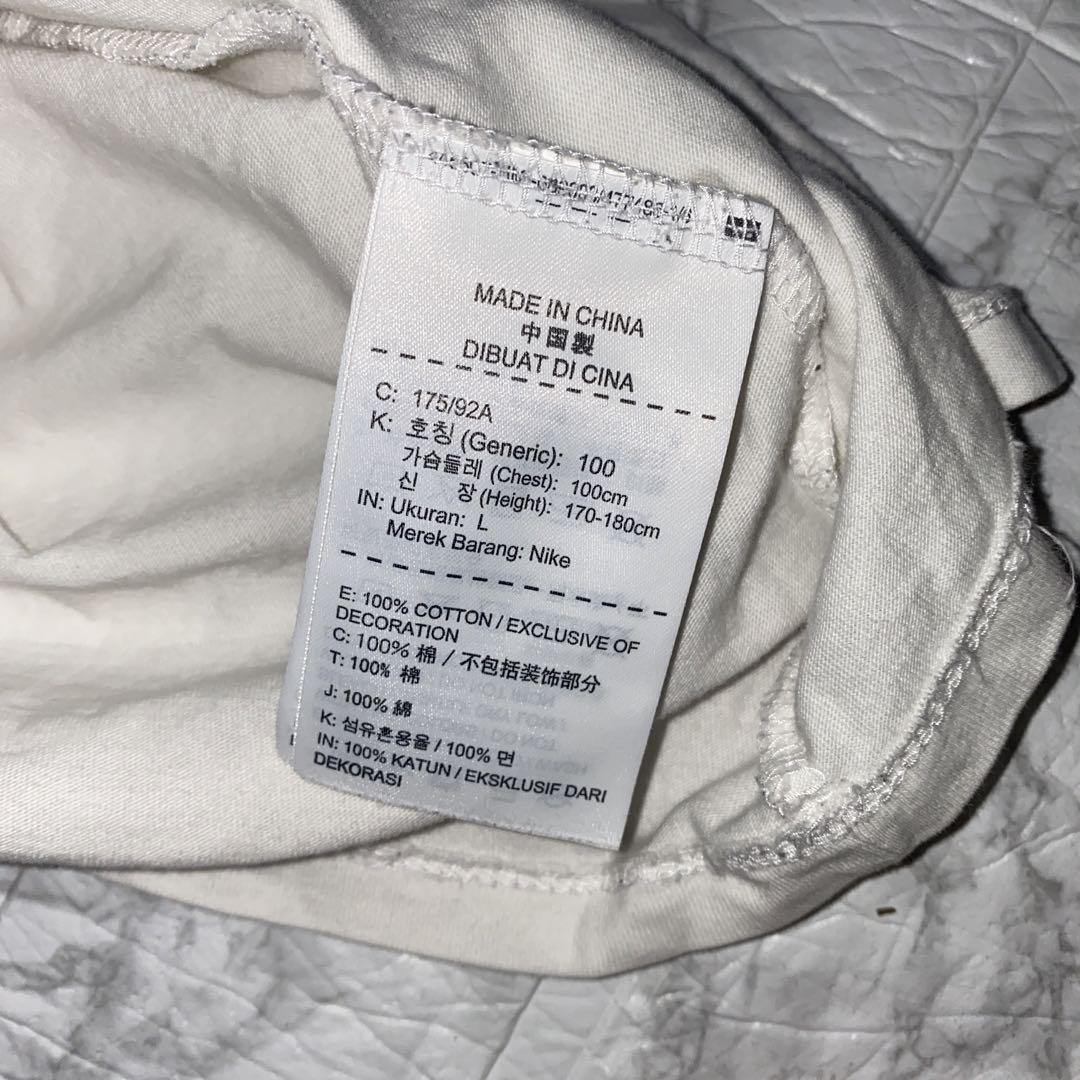 MADE IN CHINA
中国製
DIBUAT DI CINA
C: 175/92A
K: 호칭 (Generic): 100
가슴둘레 (Chest): 100cm
신 장 (Height): 170-180cm
IN: Ukuran: L
Merek Barang: Nike
E: 100% COTTON / EXCLUSIVE OF
DECORATION
C: 100% 棉 / 不包括装饰部分
T: 100% 棉
J: 100% 綿
K: 섬유혼용율 / 100% 면
IN: 100% KATUN / EKSKLUSIF DARI
DEKORASI